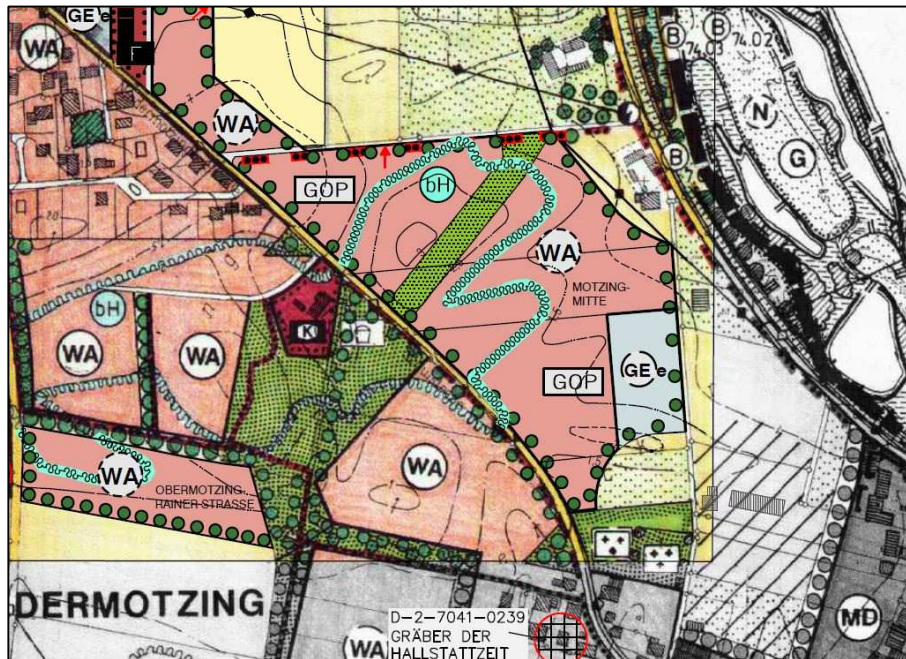 GE e
WA
B
B
74.03
74.02
N
WA
G
B
GOP
bH
WA
MOTZING-
MITTE
bH
K
WA
WA
GE e
GOP
WA
WA
OBERMOTZING-
RAINER-STRASSE
DERMOTZING
D-2-7041-0239
GRÄBER DER
HALLSTATTZEIT
WA
MD